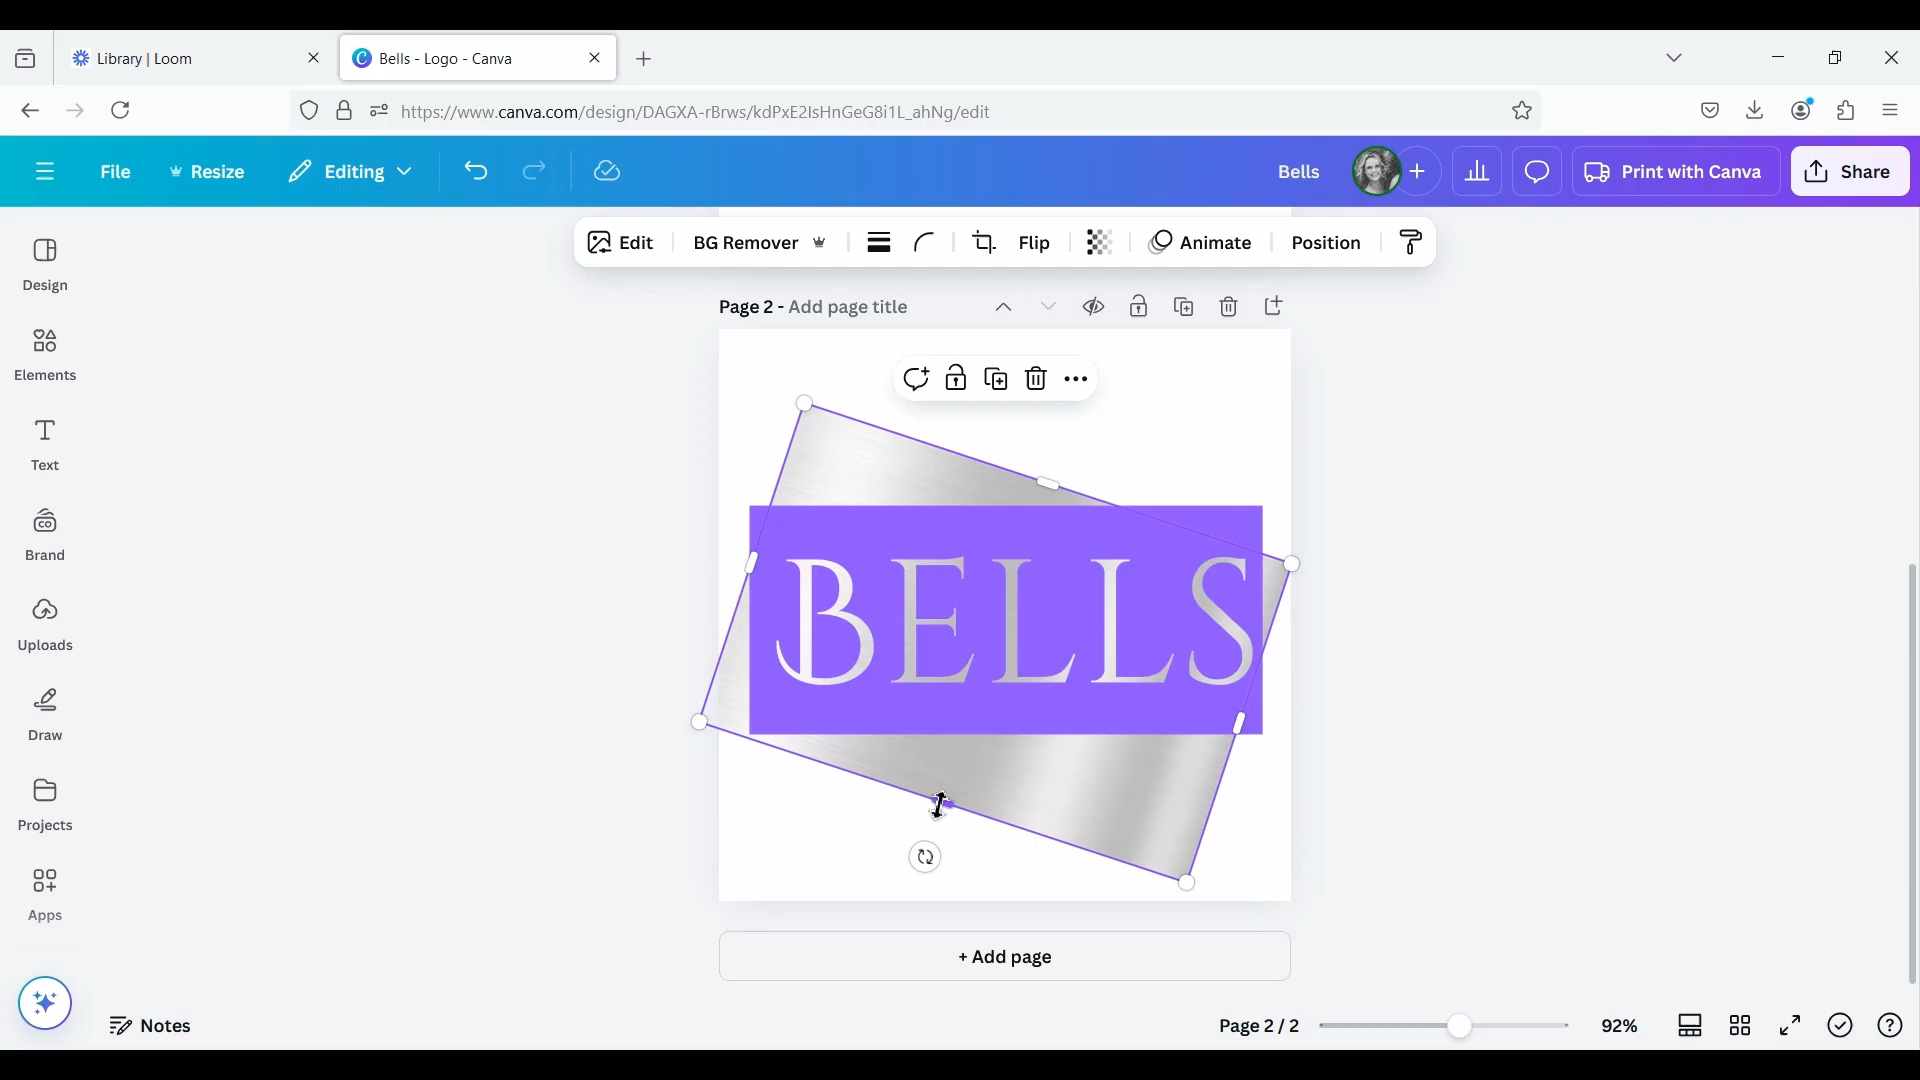 Library | Loom
Bells - Logo - Canva
https://www.canva.com/design/DAGXA-rBrws/kdPxE2IsHnGeG8i1L_ahNg/edit
File
Resize
Editing
Bells
Print with Canva
Share
Edit
BG Remover
Flip
Animate
Position
Page 2 - Add page title
Design
Elements
Text
Brand
Uploads
Draw
Projects
Apps
BELLS
+ Add page
Notes
Page 2 / 2
92%